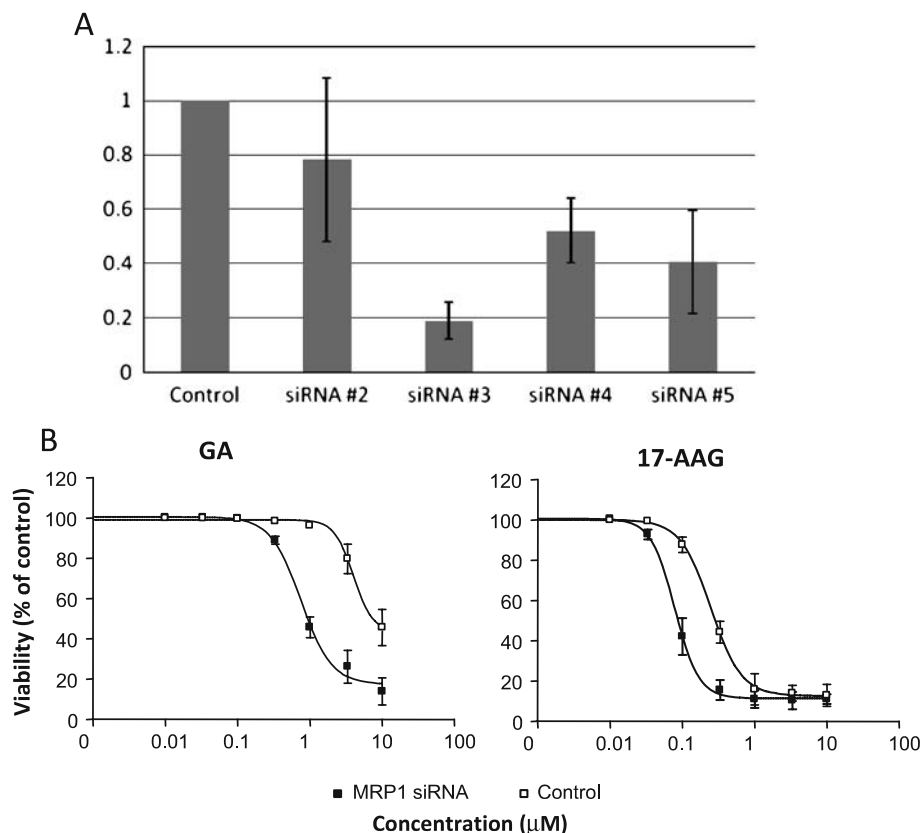 A
1.2
1
0.8
0.6
0.4
0.2
0
Control siRNA #2 siRNA #3 siRNA #4 siRNA #5
B
GA
17-AAG
Viability (% of control)
120
100
80
60
40
20
0
0 0.01 0.1 1 10 100
120
100
80
60
40
20
0
0 0.01 0.1 1 10 100
MRP1 siRNA Control
Concentration (μM)